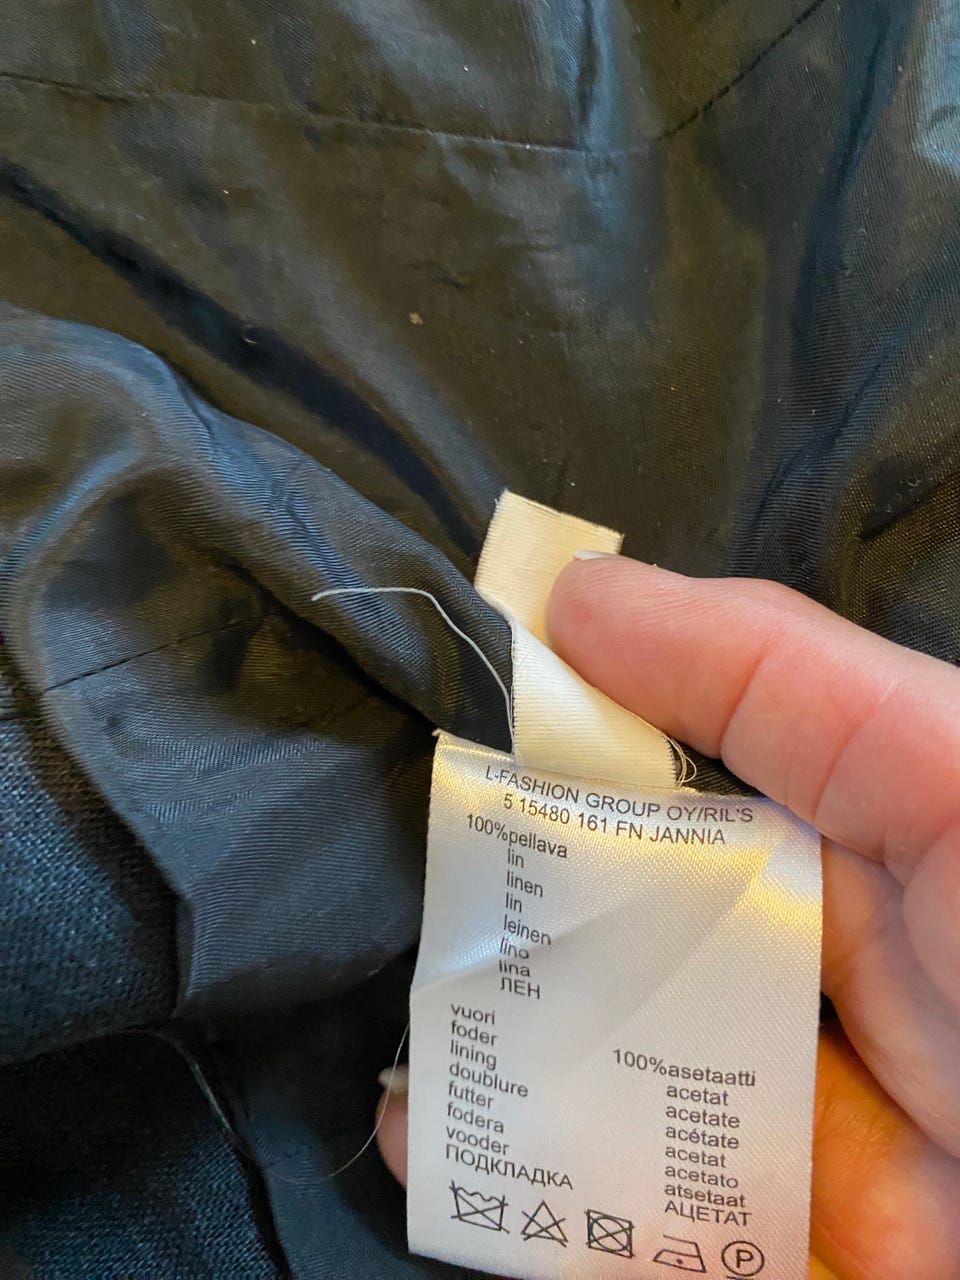 L-FASHION GROUP OY/RIL'S
5 15480 161 FN JANNIA
100%pellava
lin
linen
lin
leinen
lino
lina
ЛЕН
vuori
foder
lining
doublure
futter
fodera
vooder
ПОДКЛАДКА
100%asetaatti
acetat
acetate
acétate
acetat
acetato
atsetaat
АЦЕТАТ
P